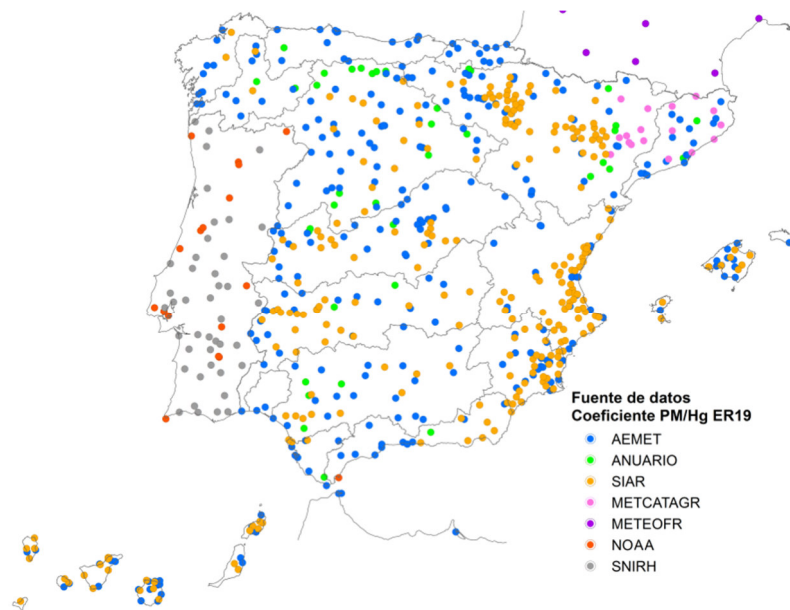 Fuente de datos
Coeficiente PM/Hg ER19
AEMET
ANUARIO
SIAR
METCATAGR
METEOFR
NOAA
SNIRH